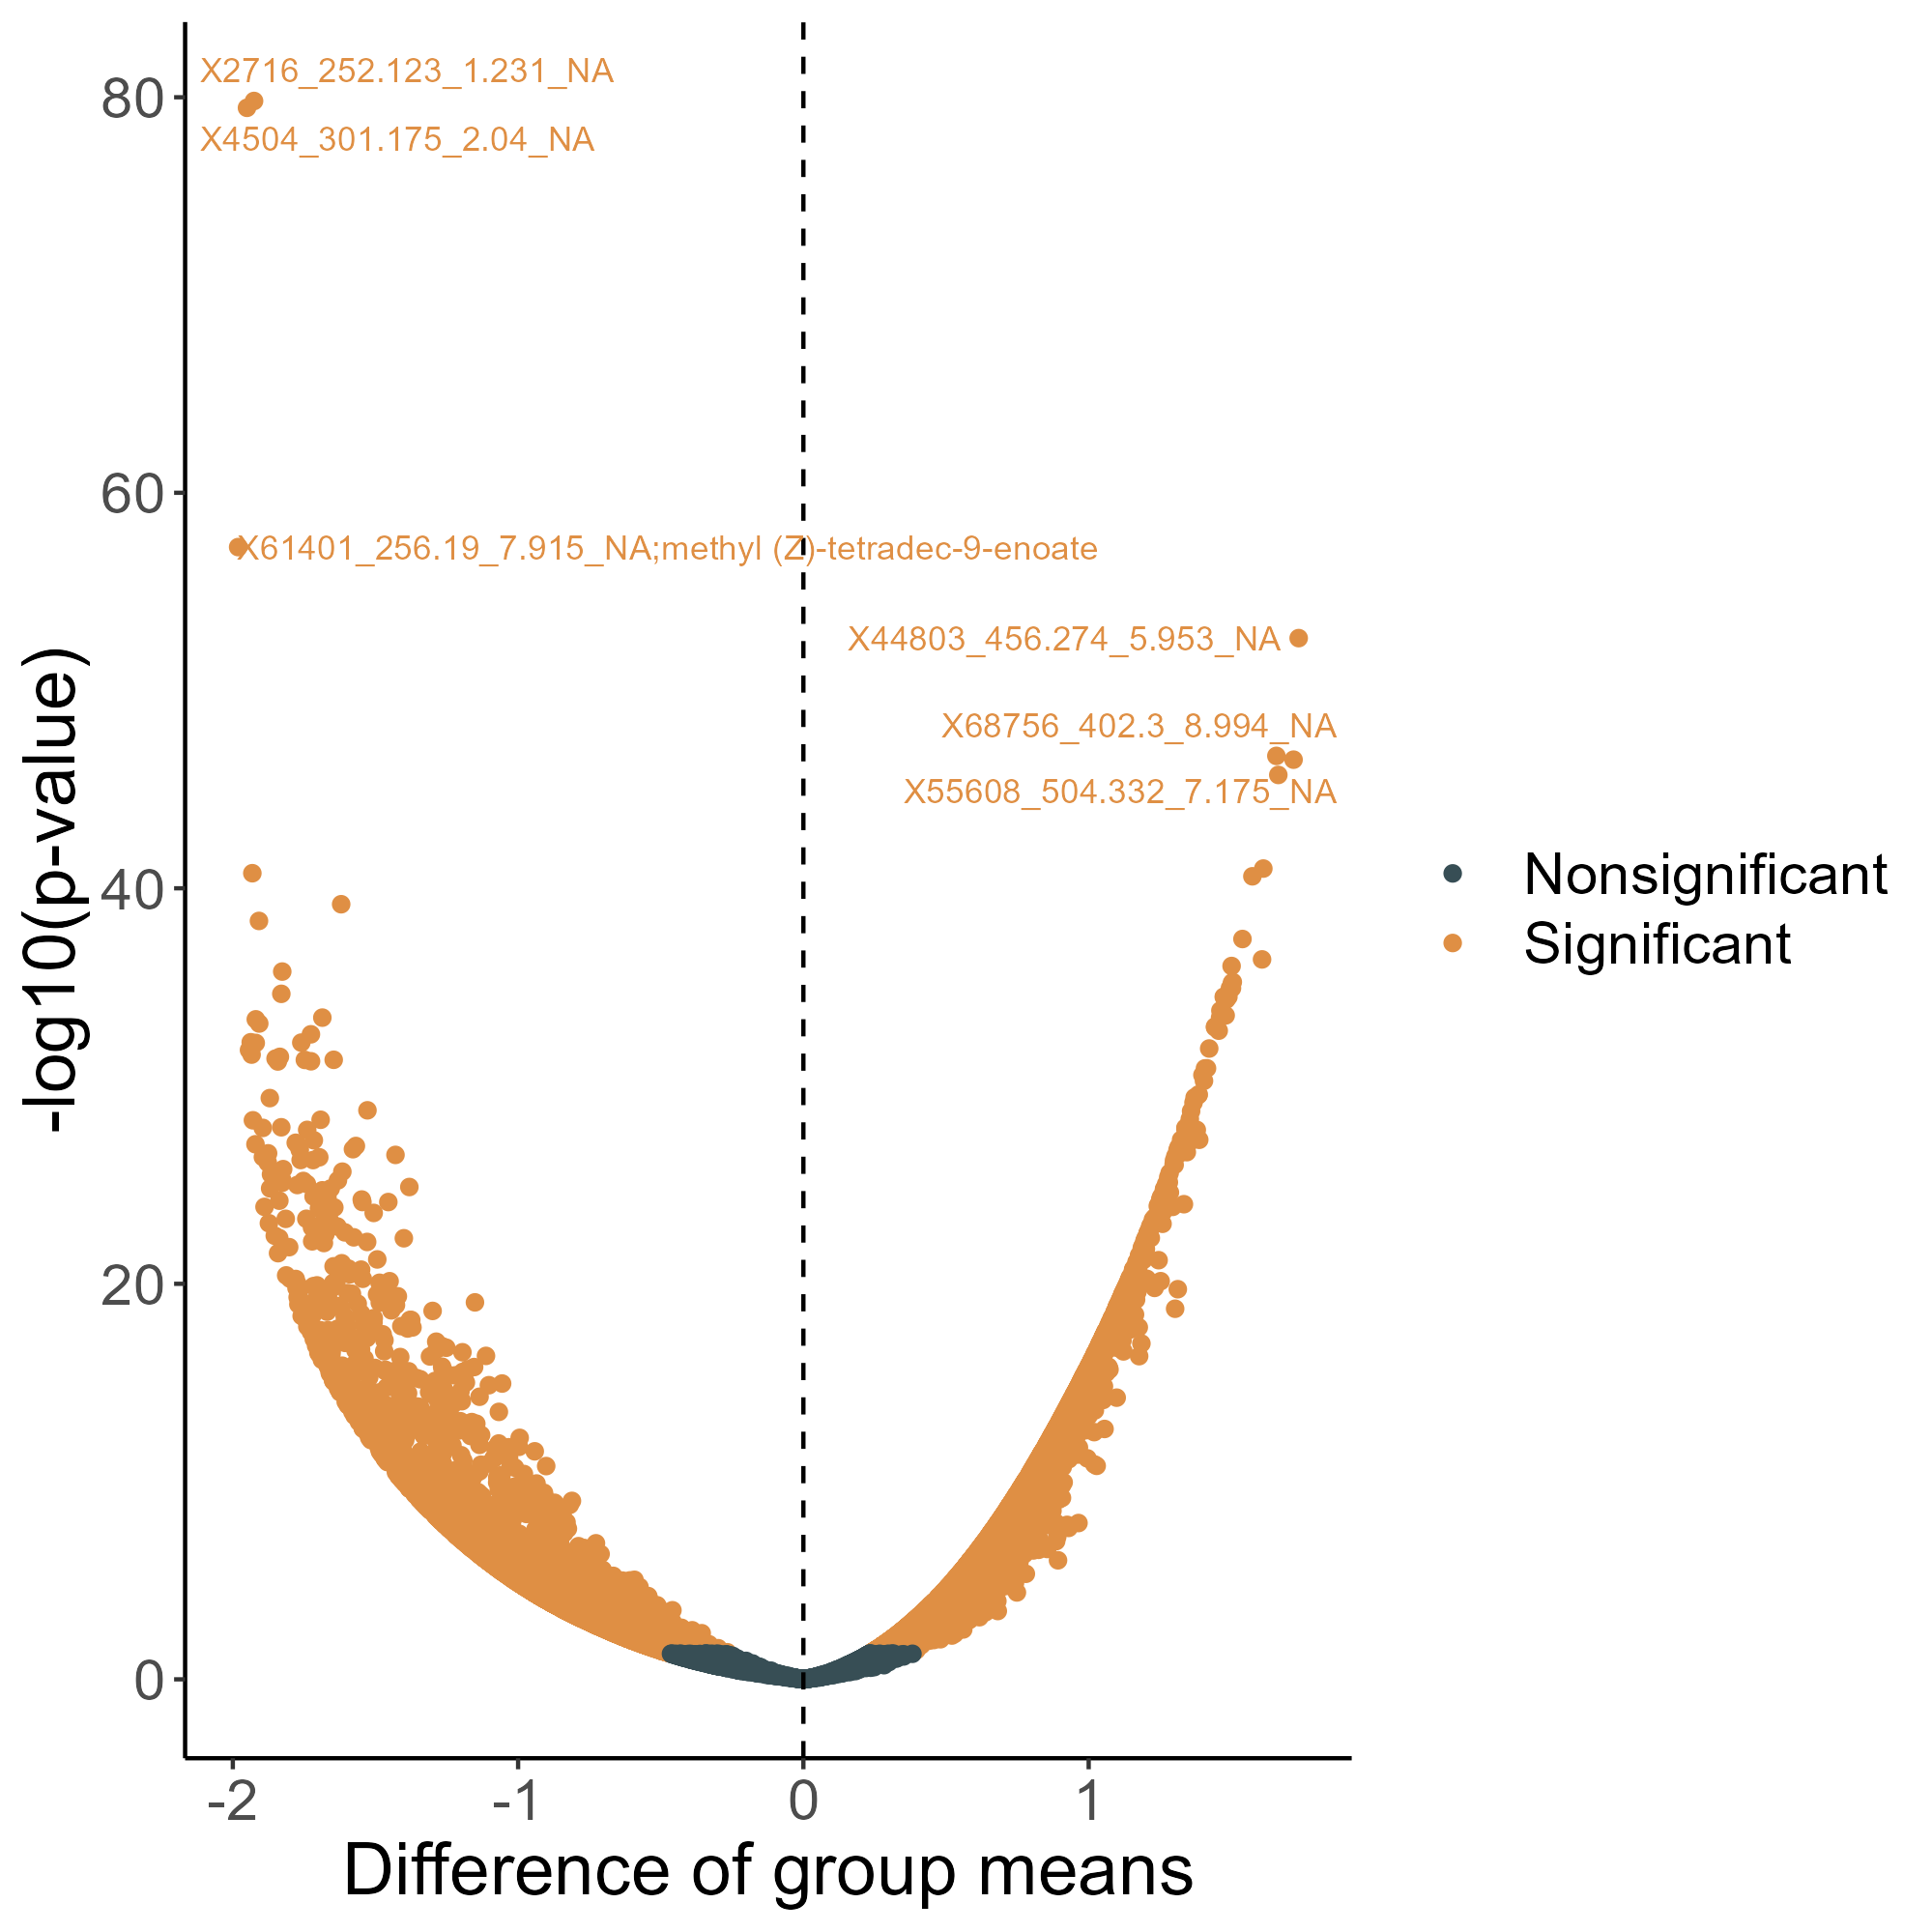 X2716_252.123_1.231_NA
80
X4504_301.175_2.04_NA
60
X61401_256.19_7.915_NA;methyl (Z)-tetradec-9-enoate
X44803_456.274_5.953_NA
X68756_402.3_8.994_NA
X55608_504.332_7.175_NA
-log10(p-value)
40
Nonsignificant
Significant
20
0
-2
-1
0
1
Difference of group means